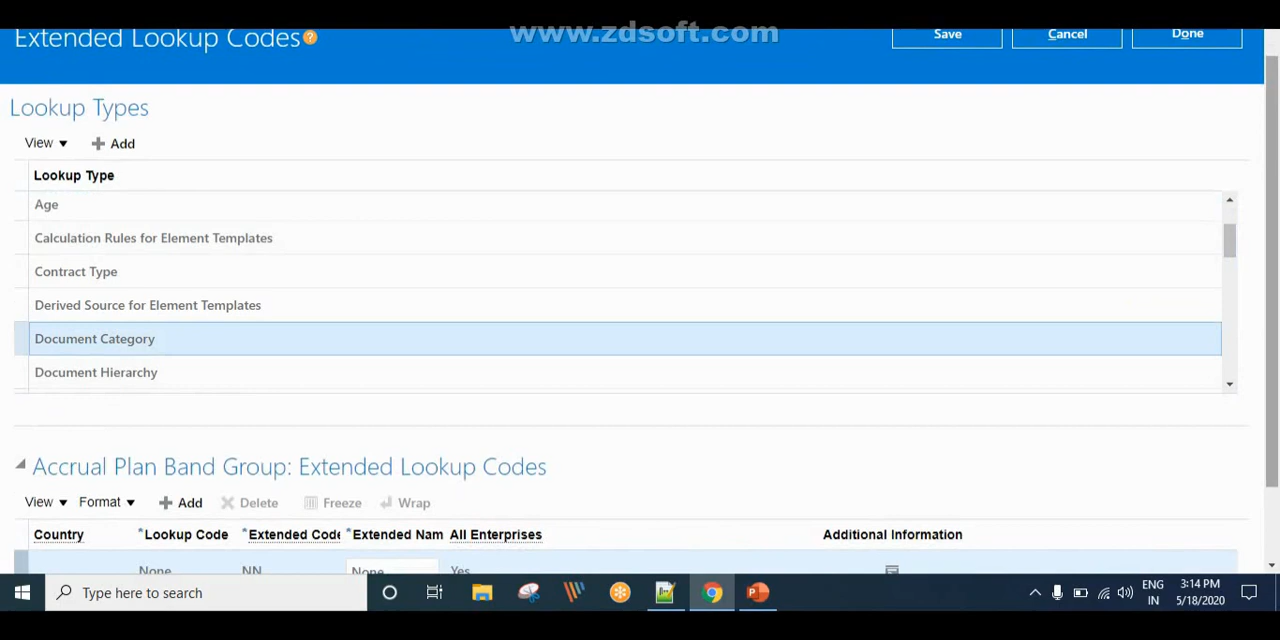 www.zdsoft.com
Extended Lookup Codes ?
Save Cancel Done
Lookup Types
View Add
Lookup Type
Age
Calculation Rules for Element Templates
Contract Type
Derived Source for Element Templates
Document Category
Document Hierarchy
Accrual Plan Band Group: Extended Lookup Codes
View Format Add Delete Freeze Wrap
Country *Lookup Code *Extended Code *Extended Nam All Enterprises Additional Information
None NN None Yes
Type here to search
ENG 3:14 PM
IN 5/18/2020